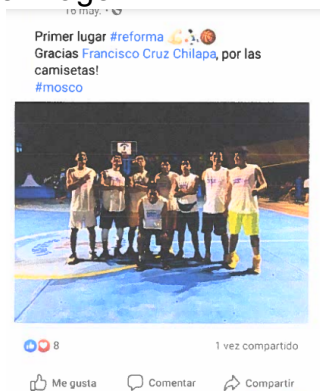 16 may. ·
Primer lugar #reforma
Gracias Francisco Cruz Chilapa, por las
camisetas!
#mosco
8
1 vez compartido
Me gusta
Comentar
Compartir